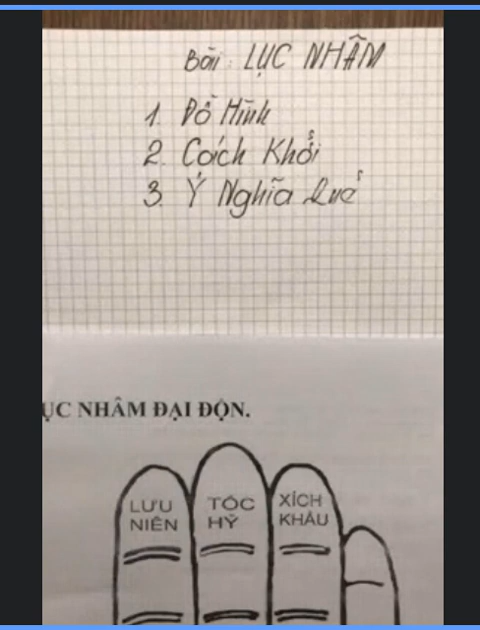 Bài: LỤC NHÂM
1. Đồ Hình
2. Cách Khởi
3. Ý Nghĩa Quẻ
ỤC NHÂM ĐẠI ĐỘN.
LƯU NIÊN
TỐC HỶ
XÍCH KHẨU